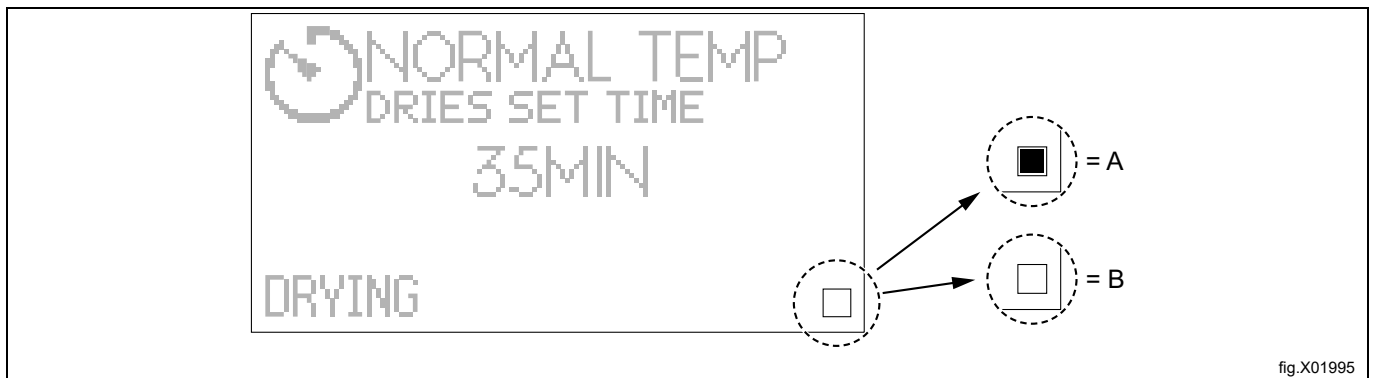 NORMAL TEMP
DRIES SET TIME
35MIN
DRYING
= A
= B
fig.X01995